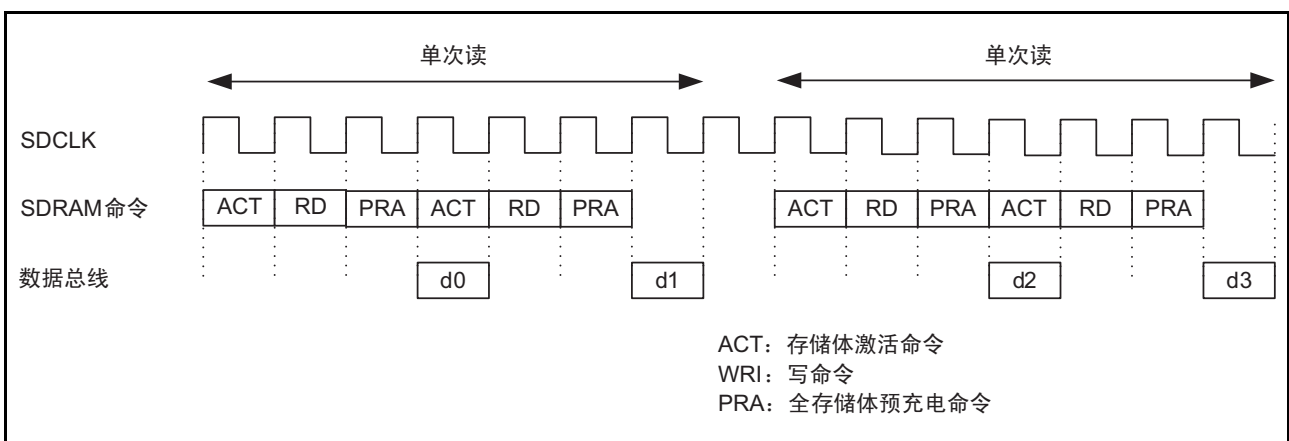 单次读 单次读
SDCLK
SDRAM命令 ACT RD PRA ACT RD PRA ACT RD PRA ACT RD PRA
数据总线 d0 d1 d2 d3
ACT：存储体激活命令
WRI：写命令
PRA：全存储体预充电命令